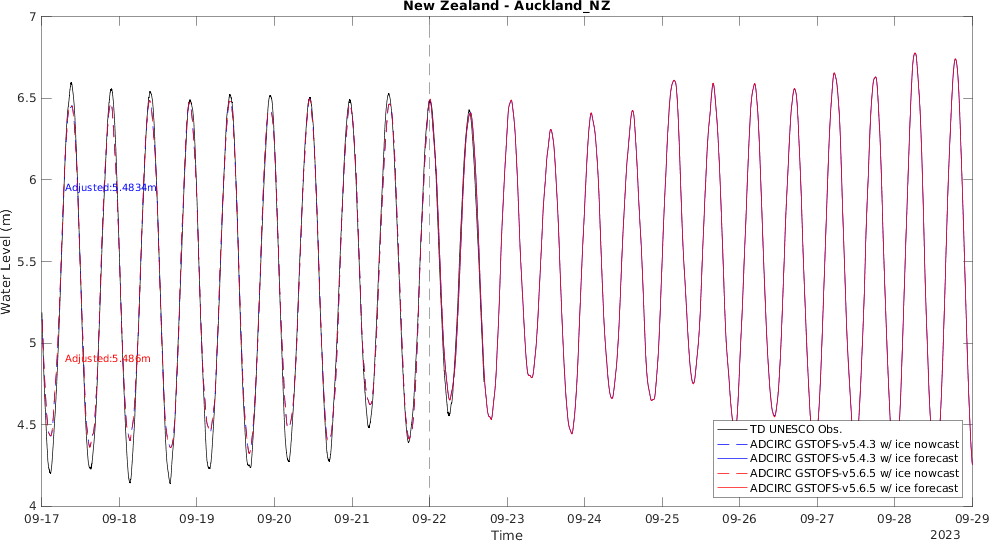 New Zealand - Auckland_NZ
7
6.5
6
5.5
5
4.5
4
Water Level (m)
Adjusted:5.4834m
Adjusted:5.486m
TD UNESCO Obs.
ADCIRC GSTOFS-v5.4.3 w/ ice nowcast
ADCIRC GSTOFS-v5.4.3 w/ ice forecast
ADCIRC GSTOFS-v5.6.5 w/ ice nowcast
ADCIRC GSTOFS-v5.6.5 w/ ice forecast
09-17 09-18 09-19 09-20 09-21 09-22 09-23 09-24 09-25 09-26 09-27 09-28 09-29
Time
2023